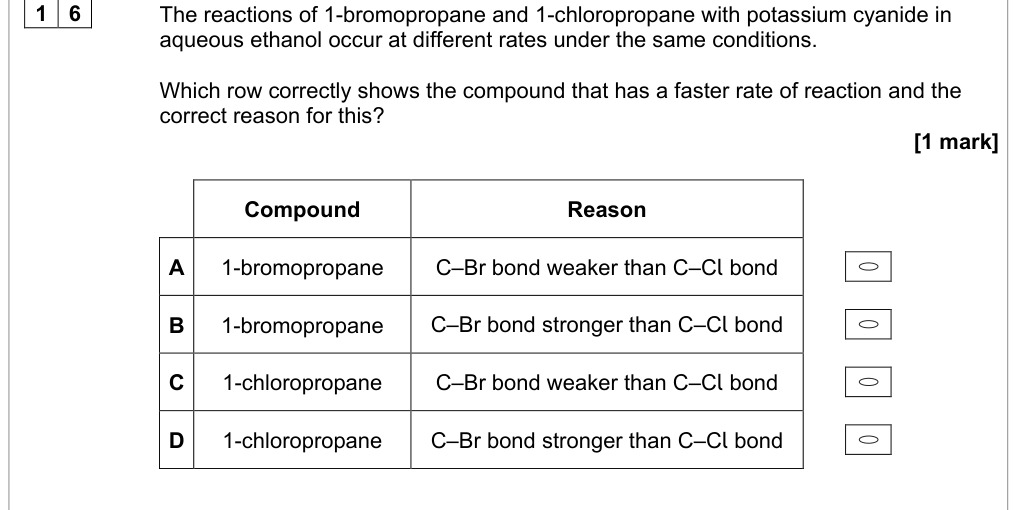 1 6
The reactions of 1-bromopropane and 1-chloropropane with potassium cyanide in
aqueous ethanol occur at different rates under the same conditions.
Which row correctly shows the compound that has a faster rate of reaction and the
correct reason for this?
[1 mark]
Compound Reason
A 1-bromopropane C–Br bond weaker than C–Cl bond
B 1-bromopropane C–Br bond stronger than C–Cl bond
C 1-chloropropane C–Br bond weaker than C–Cl bond
D 1-chloropropane C–Br bond stronger than C–Cl bond